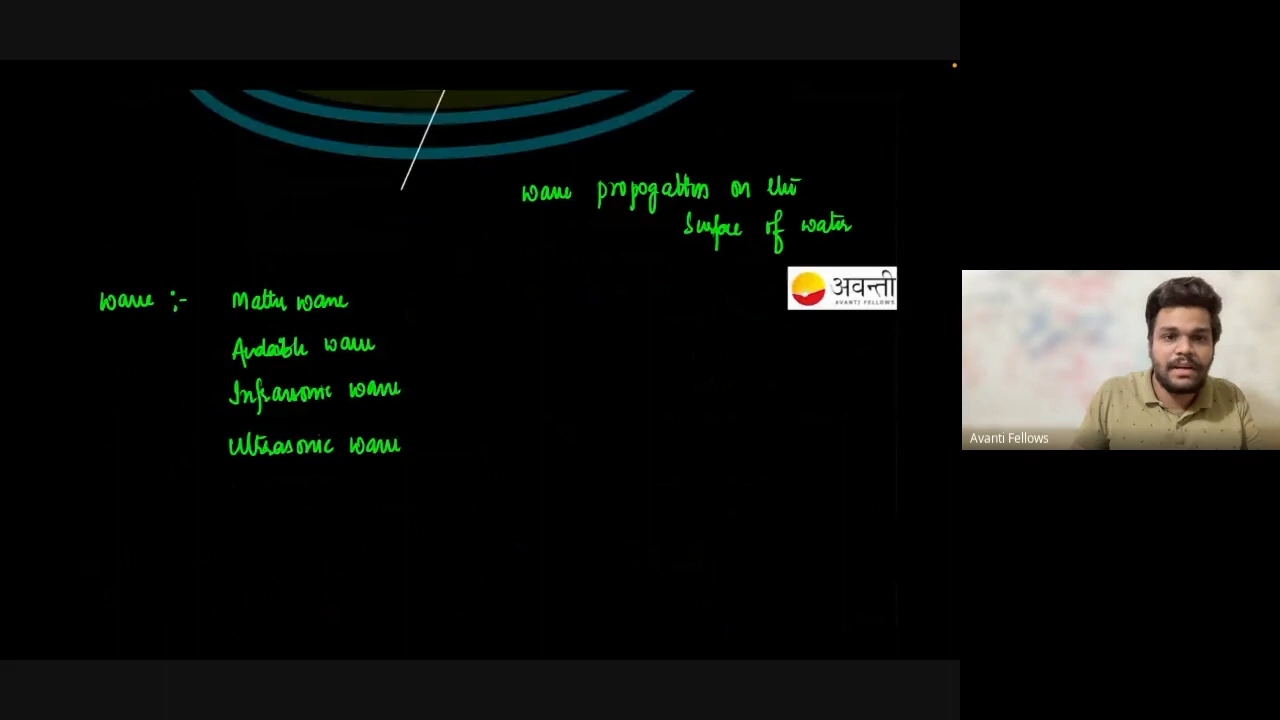 wave propogation on the
surface of water
अवन्ती
AVANTI FELLOWS
wave :-
Matter wave
Audeible wave
Infrasonic wave
Ultrasonic wave
Avanti Fellows